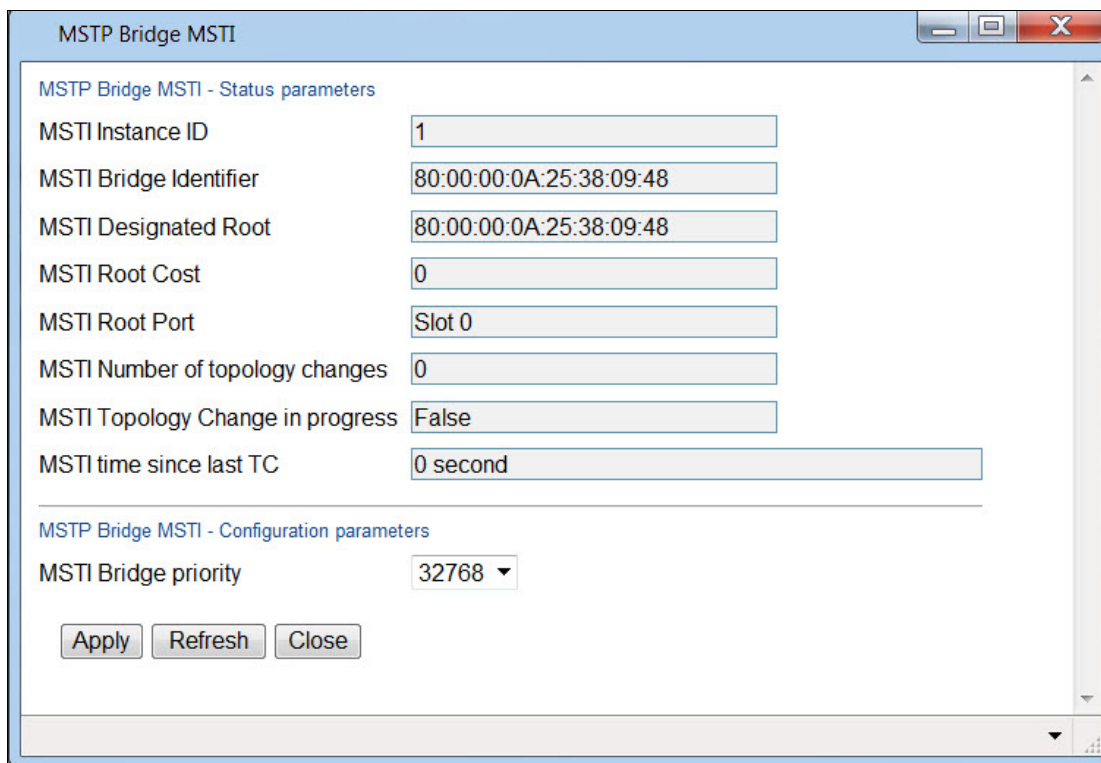 MSTP Bridge MSTI
MSTP Bridge MSTI - Status parameters
MSTI Instance ID 1
MSTI Bridge Identifier 80:00:00:0A:25:38:09:48
MSTI Designated Root 80:00:00:0A:25:38:09:48
MSTI Root Cost 0
MSTI Root Port Slot 0
MSTI Number of topology changes 0
MSTI Topology Change in progress False
MSTI time since last TC 0 second
MSTP Bridge MSTI - Configuration parameters
MSTI Bridge priority 32768
Apply Refresh Close